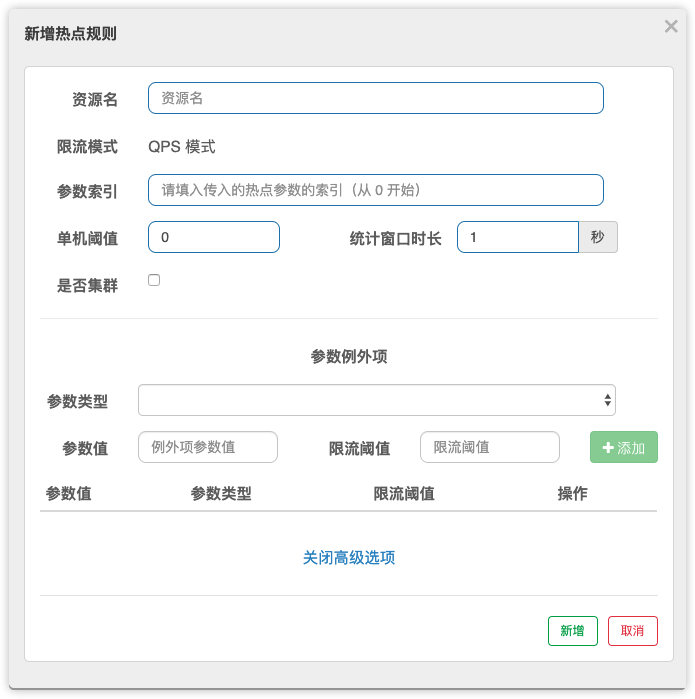 新增热点规则
×
资源名 资源名
限流模式 QPS 模式
参数索引 请填入传入的热点参数的索引（从 0 开始）
单机阈值 0 统计窗口时长 1 秒
是否集群
参数例外项
参数类型
参数值 例外项参数值 限流阈值 限流阈值 + 添加
参数值 参数类型 限流阈值 操作
关闭高级选项
新增 取消